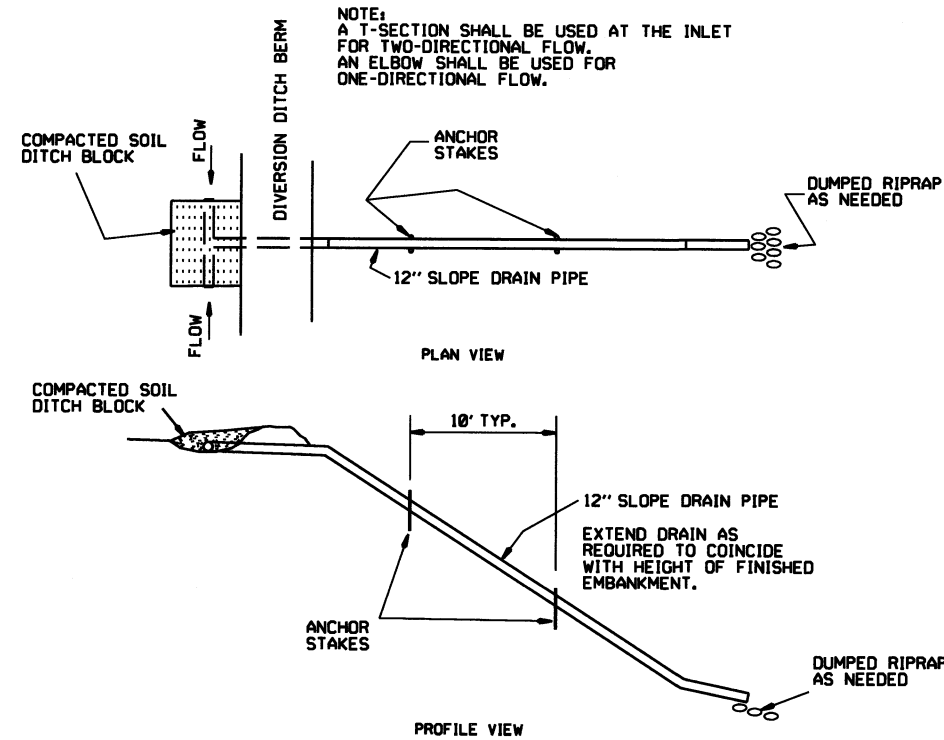 NOTE:
A T-SECTION SHALL BE USED AT THE INLET
FOR TWO-DIRECTIONAL FLOW.
AN ELBOW SHALL BE USED FOR
ONE-DIRECTIONAL FLOW.
DIVERSION DITCH BERM
COMPACTED SOIL
DITCH BLOCK
FLOW
ANCHOR
STAKES
DUMPED RIPRAP
AS NEEDED
12" SLOPE DRAIN PIPE
FLOW
PLAN VIEW
COMPACTED SOIL
DITCH BLOCK
10' TYP.
12" SLOPE DRAIN PIPE
EXTEND DRAIN AS
REQUIRED TO COINCIDE
WITH HEIGHT OF FINISHED
EMBANKMENT.
ANCHOR
STAKES
DUMPED RIPRAP
AS NEEDED
PROFILE VIEW